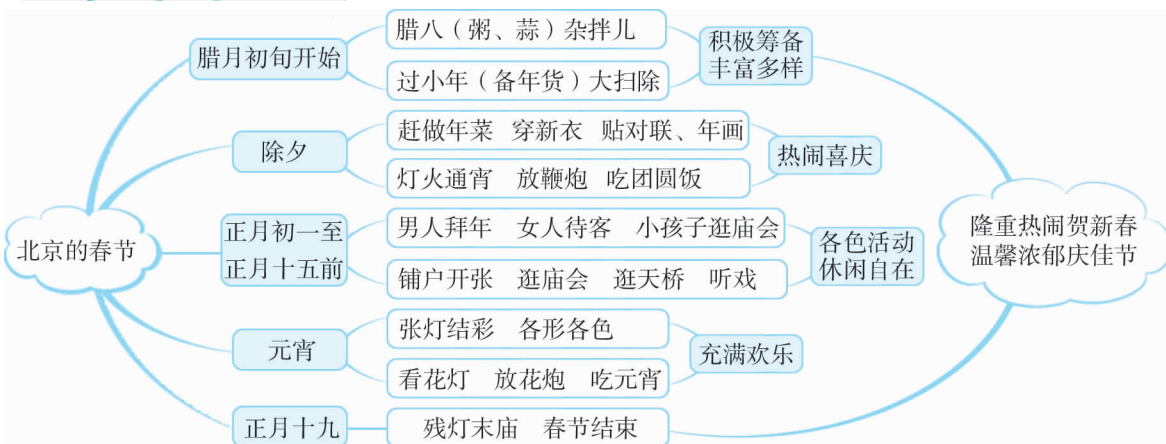 北京的春节
腊月初旬开始
腊八（粥、蒜）杂拌儿
过小年（备年货）大扫除
积极筹备
丰富多样
除夕
赶做年菜 穿新衣 贴对联、年画
灯火通宵 放鞭炮 吃团圆饭
热闹喜庆
正月初一至
正月十五前
男人拜年 女人待客 小孩子逛庙会
铺户开张 逛庙会 逛天桥 听戏
各色活动
休闲自在
元宵
张灯结彩 各形各色
看花灯 放花炮 吃元宵
充满欢乐
正月十九
残灯末庙 春节结束
隆重热闹贺新春
温馨浓郁庆佳节